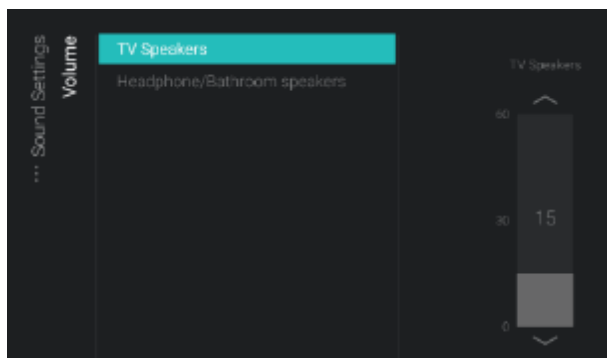 ... Sound Settings
Volume
TV Speakers
Headphone/Bathroom speakers
TV Speakers
60
30
15
0